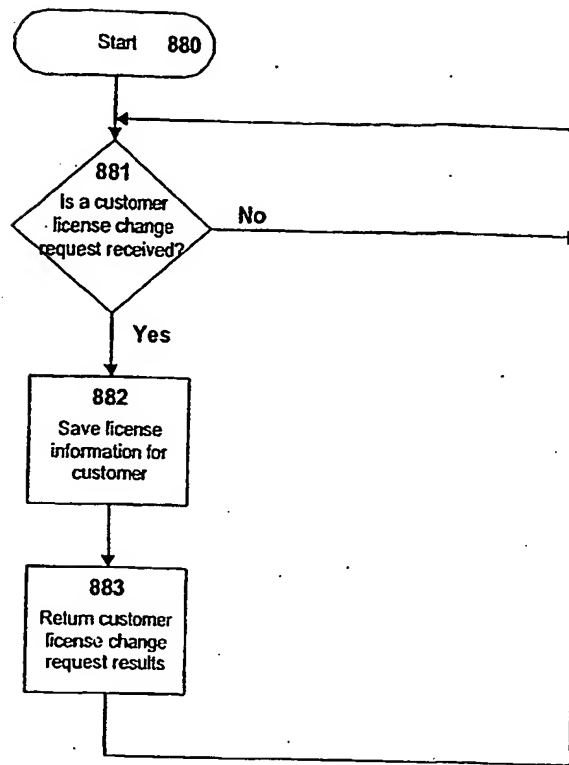 Start 880
881
Is a customer
license change
request received?
No
Yes
882
Save license
information for
customer
883
Return customer
license change
request results